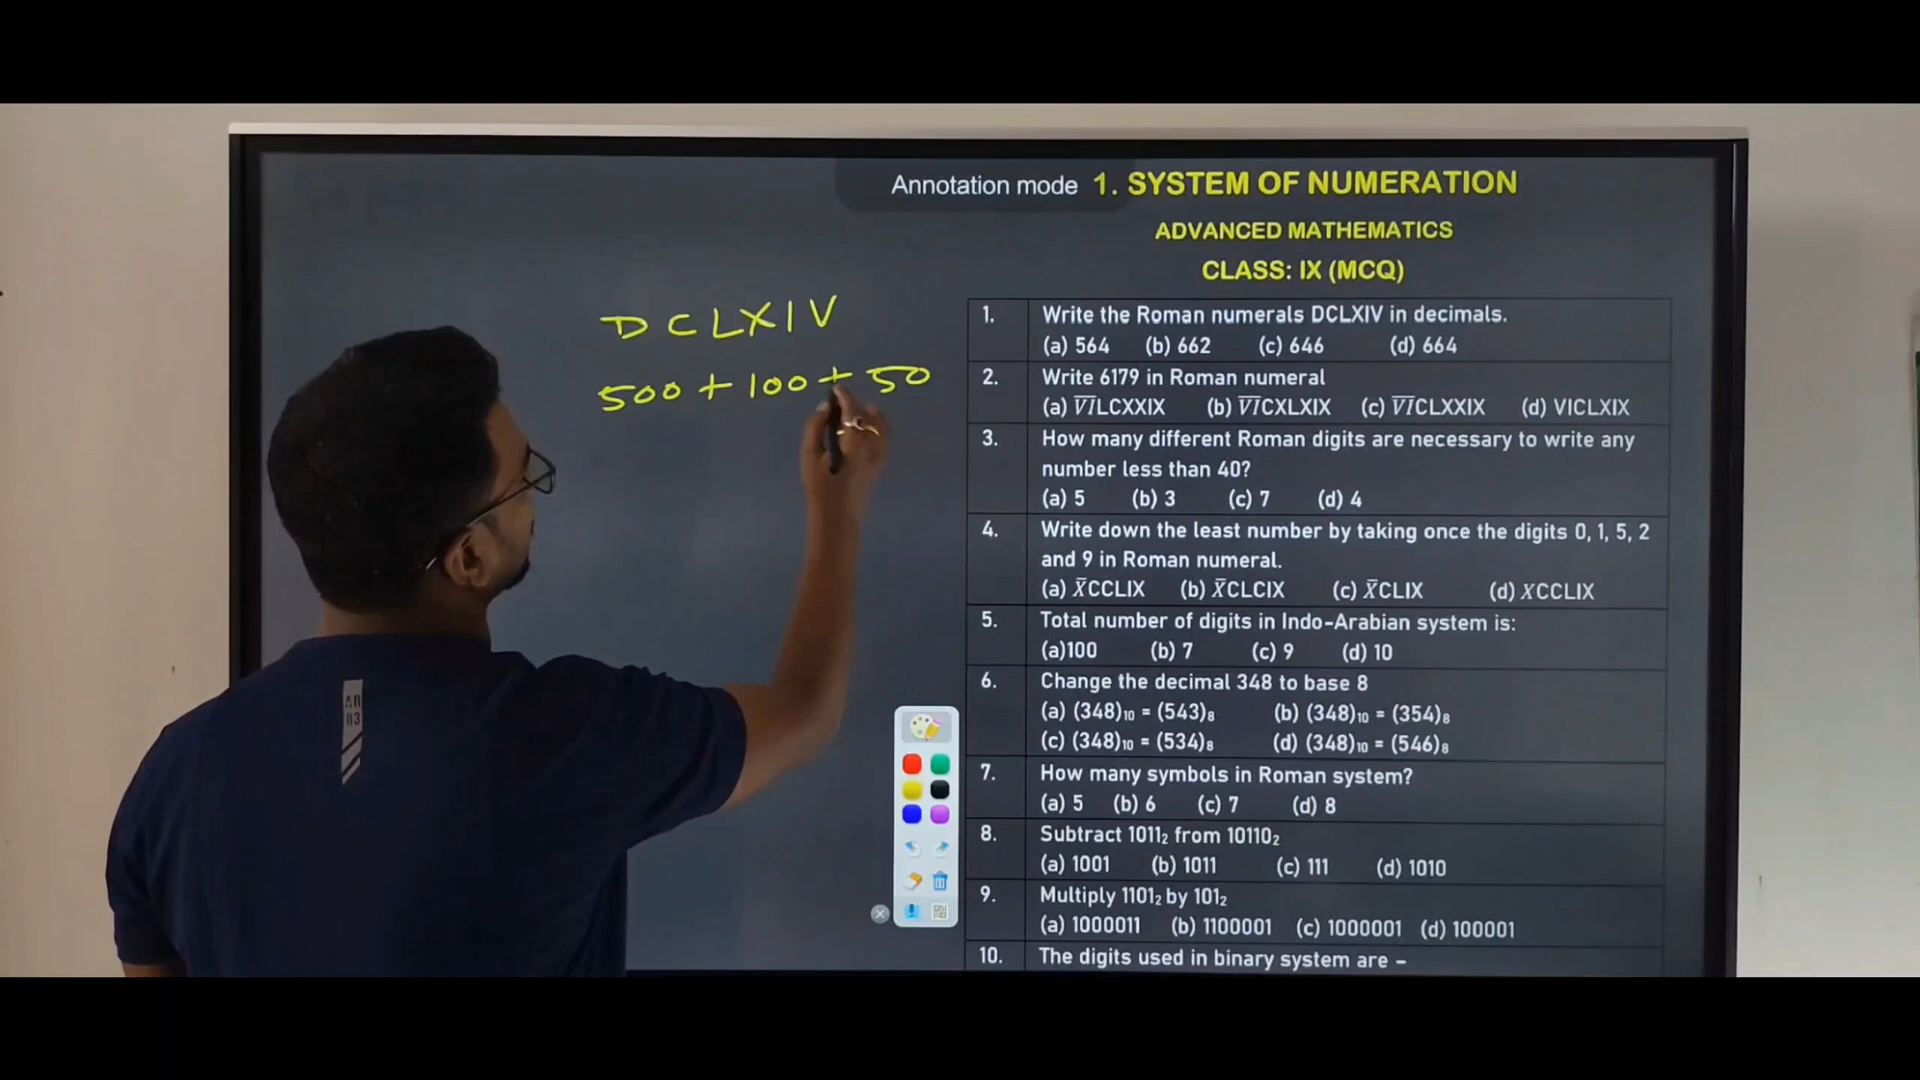 Annotation mode 1. SYSTEM OF NUMERATION
ADVANCED MATHEMATICS
CLASS: IX (MCQ)
D C L X I V
500 + 100 + 50
1. Write the Roman numerals DCLXIV in decimals.
(a) 564 (b) 662 (c) 646 (d) 664
2. Write 6179 in Roman numeral
(a) V̅I̅LCXXIX (b) V̅I̅CXLXIX (c) V̅I̅CLXXIX (d) VICLXIX
3. How many different Roman digits are necessary to write any
number less than 40?
(a) 5 (b) 3 (c) 7 (d) 4
4. Write down the least number by taking once the digits 0, 1, 5, 2
and 9 in Roman numeral.
(a) X̅CCLIX (b) X̅CLCIX (c) X̅CLIX (d) XCCLIX
5. Total number of digits in Indo-Arabian system is:
(a)100 (b) 7 (c) 9 (d) 10
6. Change the decimal 348 to base 8
(a) (348)₁₀ = (543)₈ (b) (348)₁₀ = (354)₈
(c) (348)₁₀ = (534)₈ (d) (348)₁₀ = (546)₈
7. How many symbols in Roman system?
(a) 5 (b) 6 (c) 7 (d) 8
8. Subtract 1011₂ from 10110₂
(a) 1001 (b) 1011 (c) 111 (d) 1010
9. Multiply 1101₂ by 101₂
(a) 1000011 (b) 1100001 (c) 1000001 (d) 100001
10. The digits used in binary system are –
AR
83